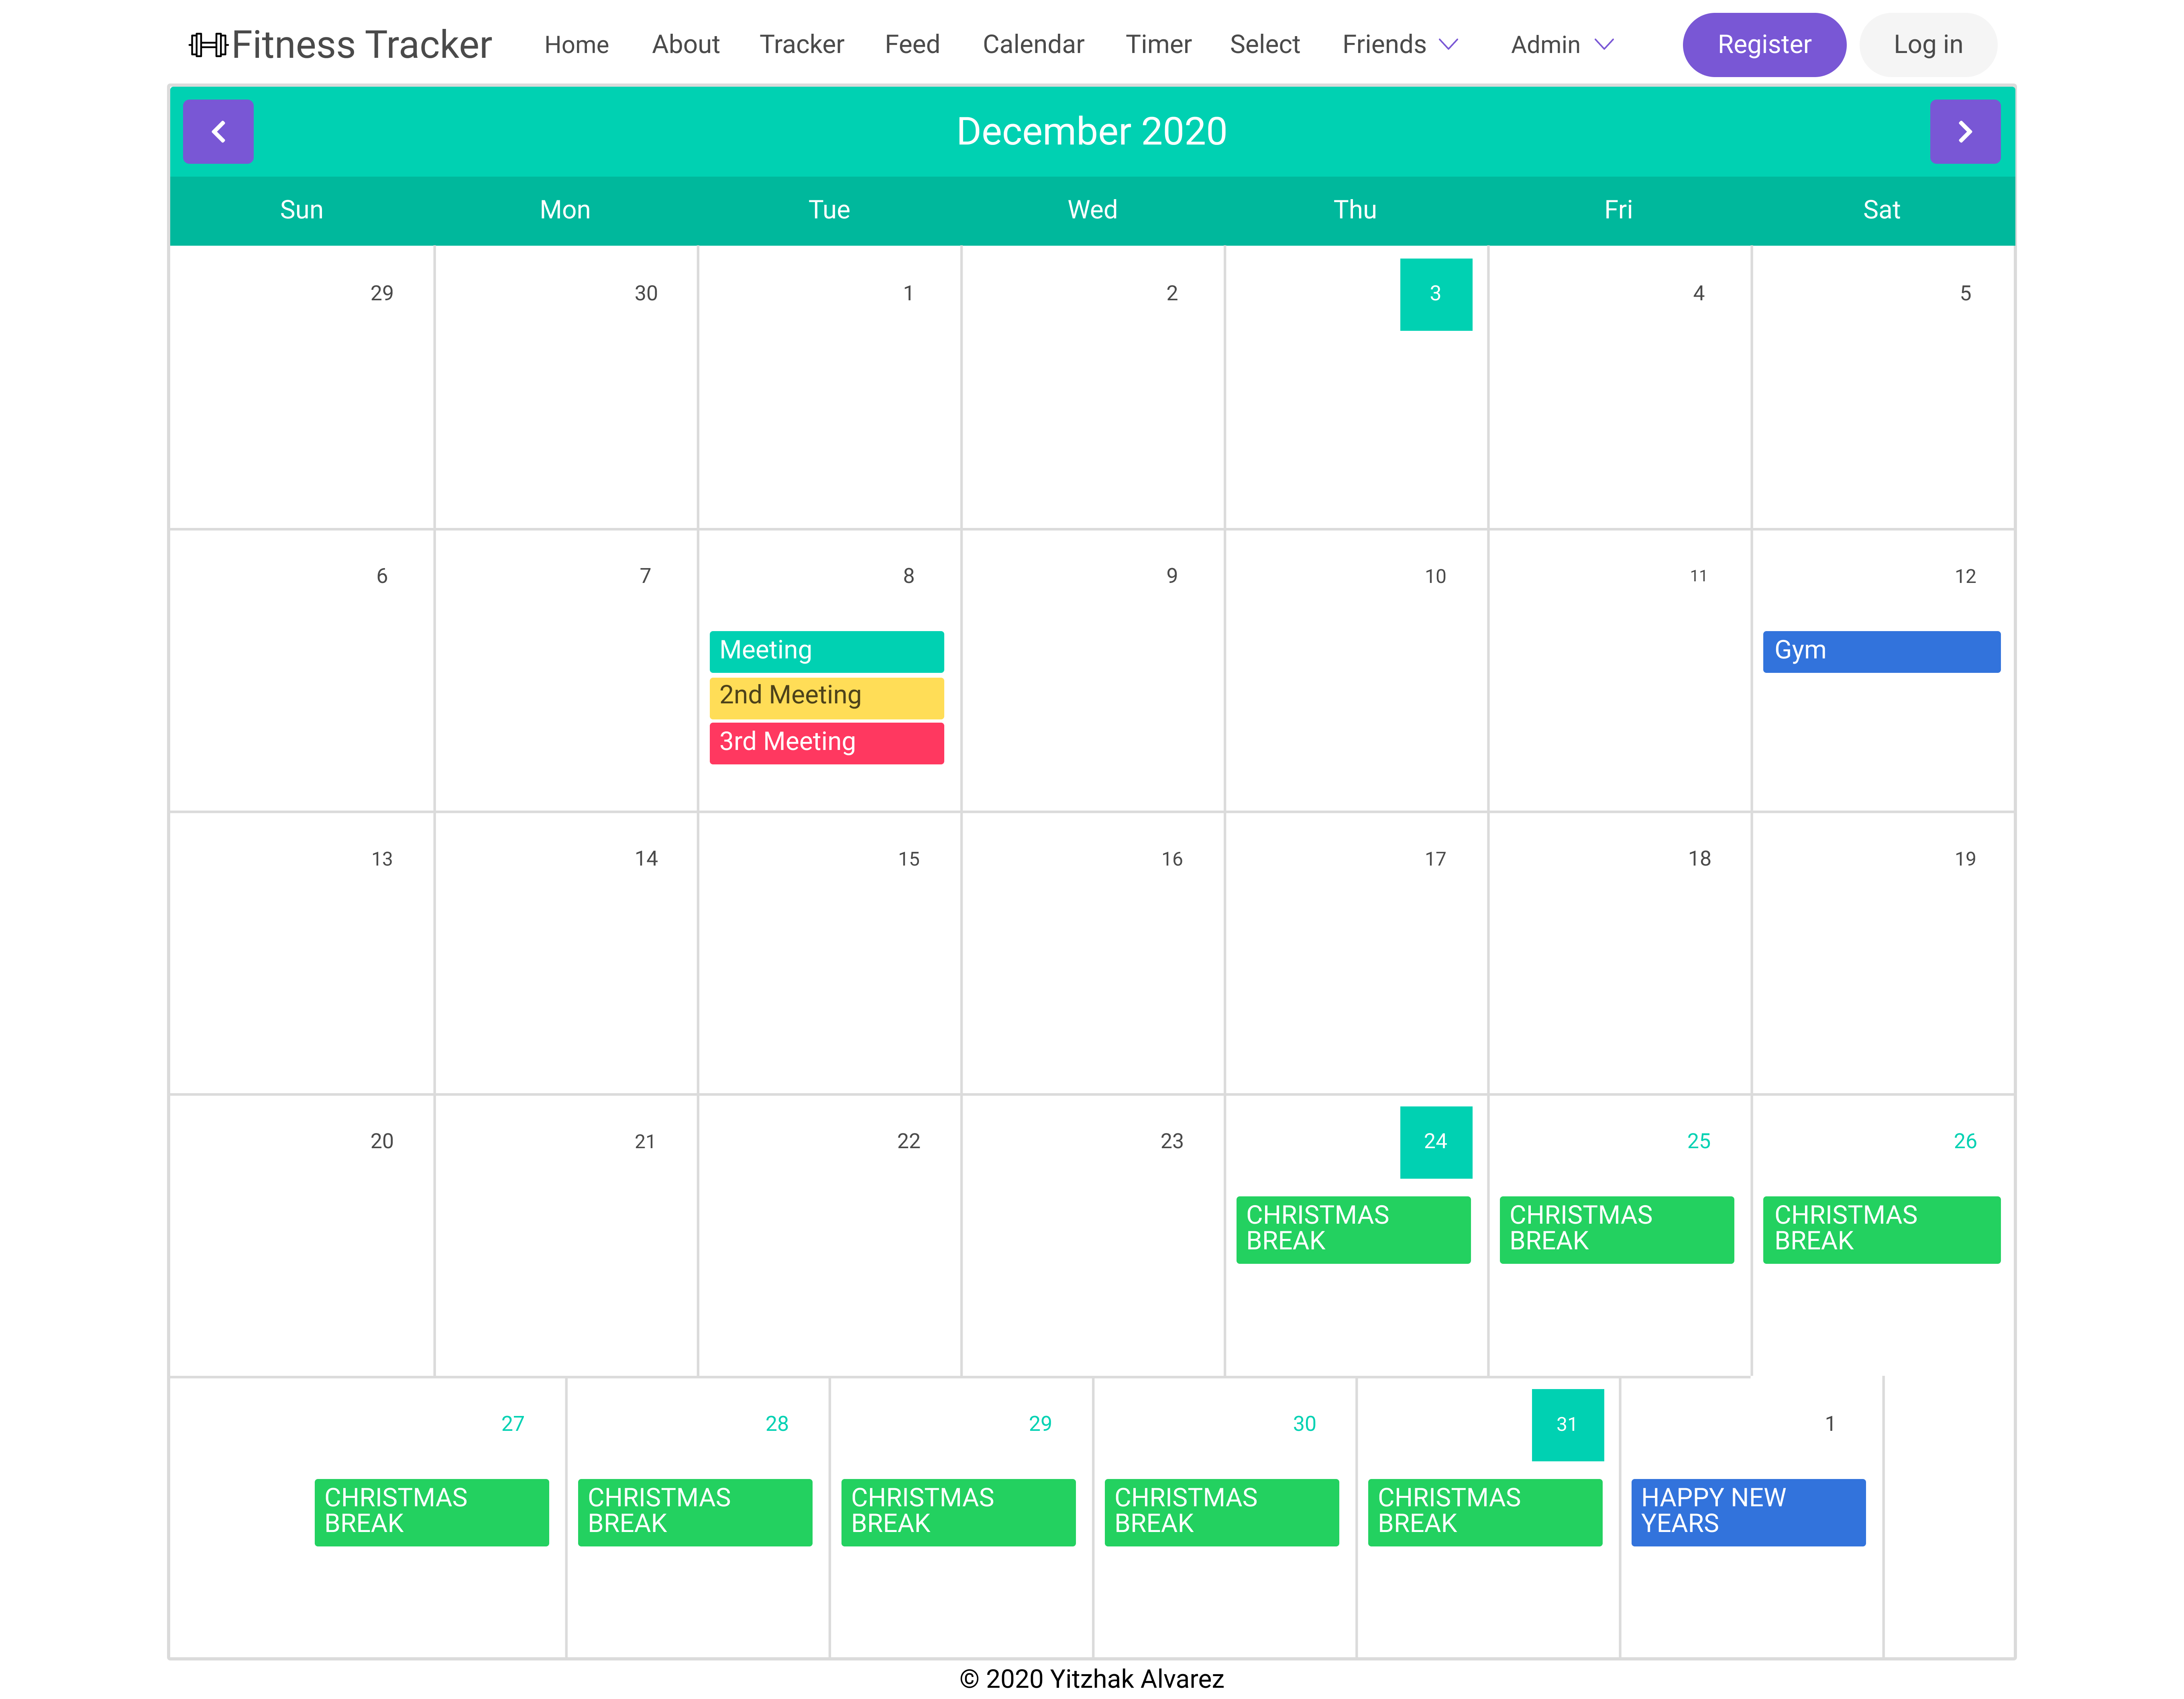 Fitness Tracker Home About Tracker Feed Calendar Timer Select Friends Admin Register Log in
December 2020
Sun Mon Tue Wed Thu Fri Sat
29 30 1 2 3 4 5
6 7 8 9 10 11 12
Meeting Gym
2nd Meeting
3rd Meeting
13 14 15 16 17 18 19
20 21 22 23 24 25 26
CHRISTMAS CHRISTMAS CHRISTMAS
BREAK BREAK BREAK
27 28 29 30 31 1
CHRISTMAS CHRISTMAS CHRISTMAS CHRISTMAS CHRISTMAS HAPPY NEW
BREAK BREAK BREAK BREAK BREAK YEARS
© 2020 Yitzhak Alvarez